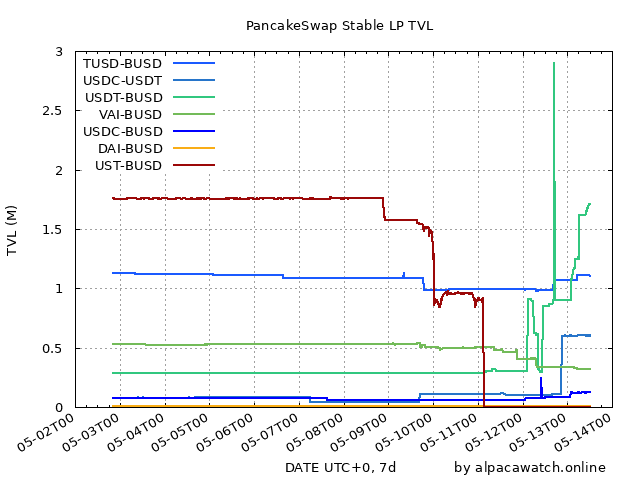 PancakeSwap Stable LP TVL
TVL (M)
3
2.5
2
1.5
1
0.5
0
TUSD-BUSD
USDC-USDT
USDT-BUSD
VAI-BUSD
USDC-BUSD
DAI-BUSD
UST-BUSD
05-02T00
05-03T00
05-04T00
05-05T00
05-06T00
05-07T00
05-08T00
05-09T00
05-10T00
05-11T00
05-12T00
05-13T00
05-14T00
DATE UTC+0, 7d
by alpacawatch.online